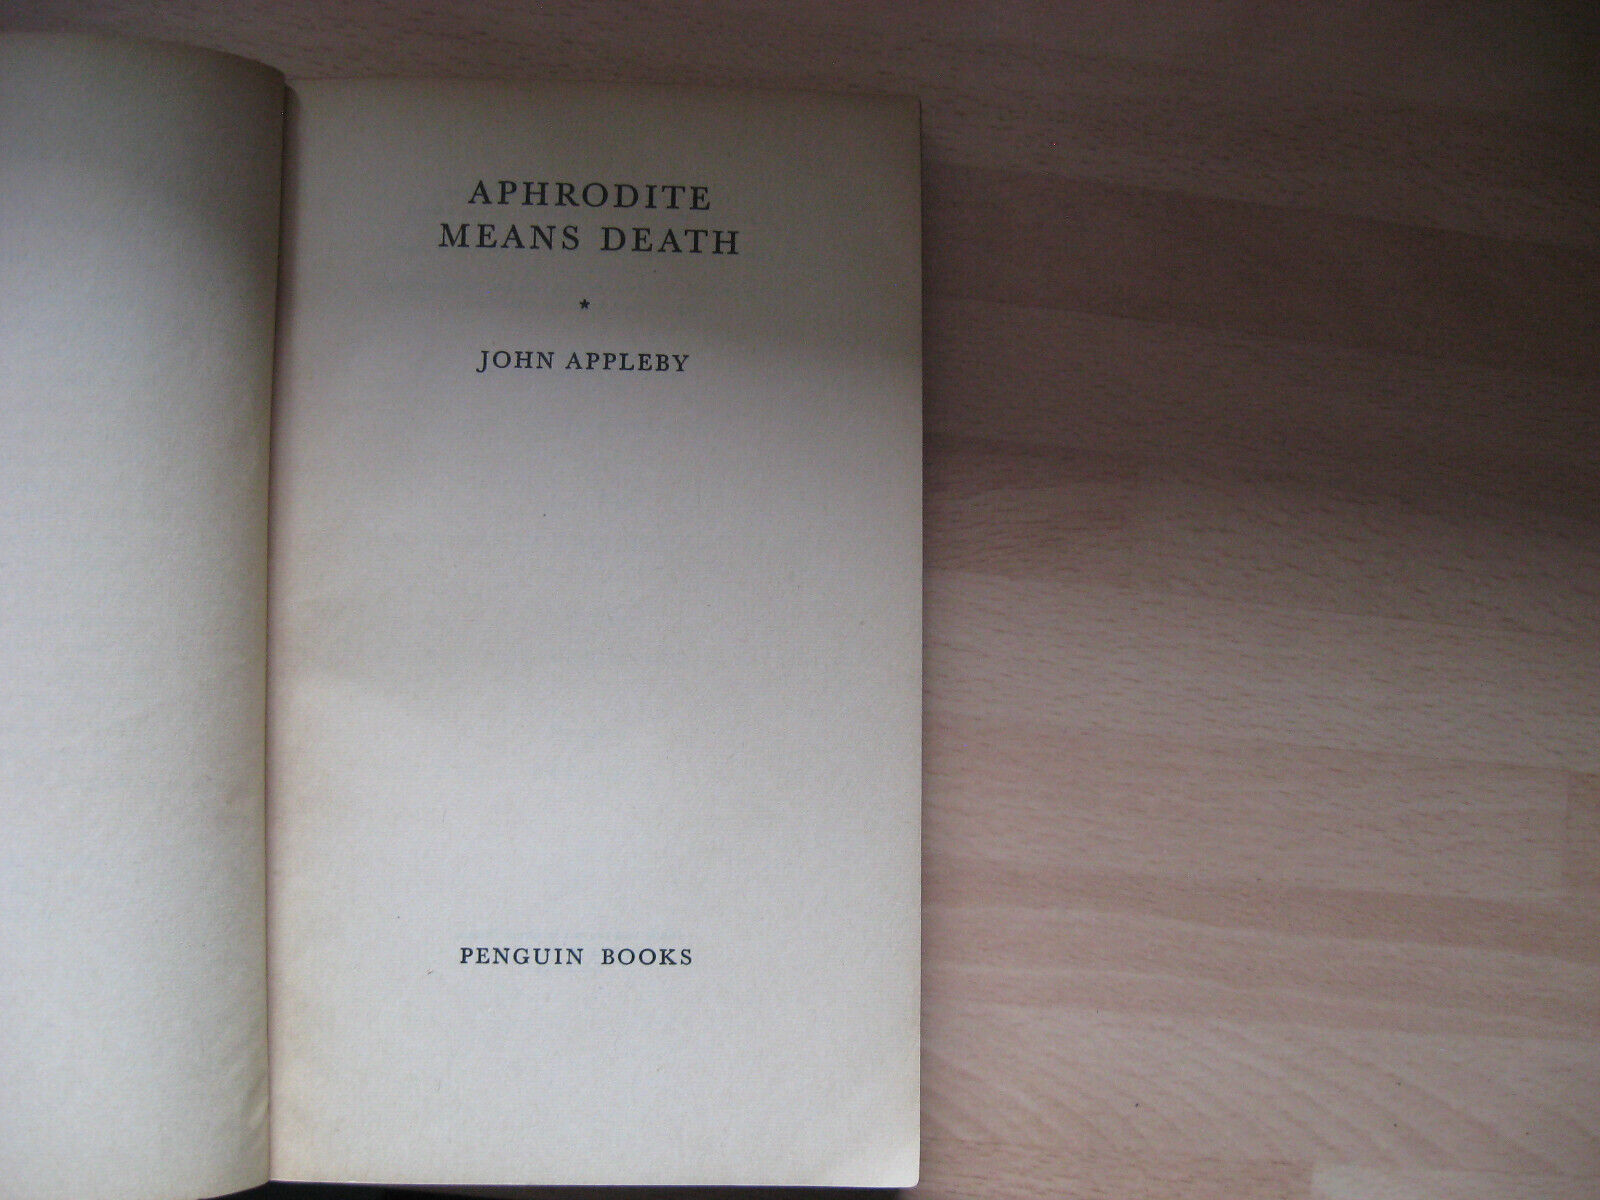 APHRODITE
MEANS DEATH
*
JOHN APPLEBY
PENGUIN BOOKS